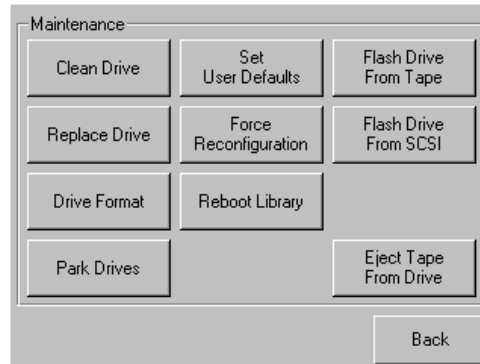 Maintenance
Clean Drive
Set
User Defaults
Flash Drive
From Tape
Replace Drive
Force
Reconfiguration
Flash Drive
From SCSI
Drive Format
Reboot Library
Park Drives
Eject Tape
From Drive
Back